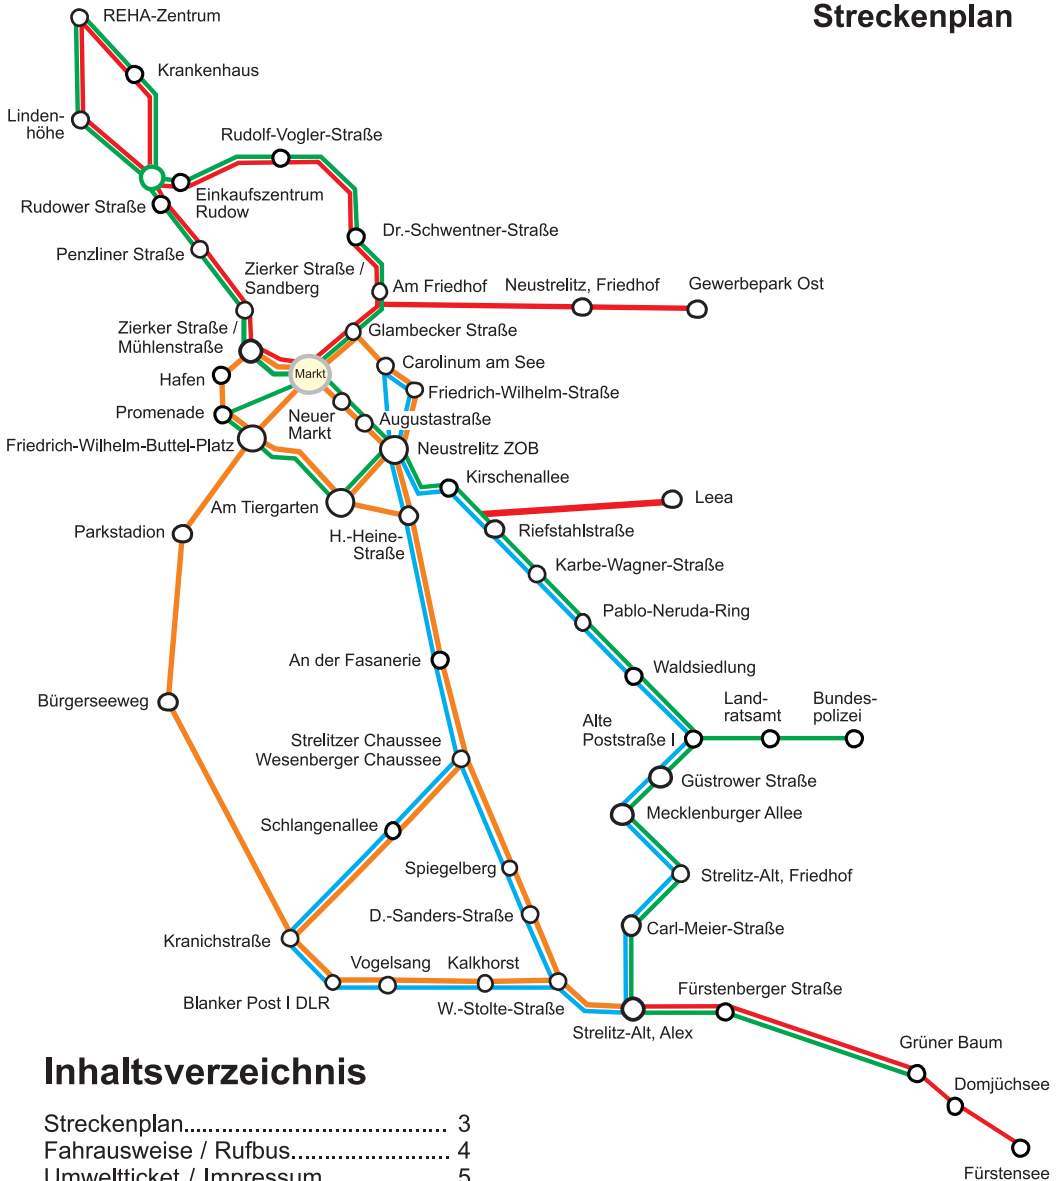 Streckenplan
REHA-Zentrum
Krankenhaus
Linden-
höhe
Rudolf-Vogler-Straße
Einkaufszentrum
Rudow
Rudower Straße
Dr.-Schwentner-Straße
Penzliner Straße
Zierker Straße /
Sandberg
Am Friedhof
Neustrelitz, Friedhof
Gewerbepark Ost
Zierker Straße /
Mühlenstraße
Glambecker Straße
Carolinum am See
Hafen
Markt
Friedrich-Wilhelm-Straße
Promenade
Neuer
Markt
Augustastraße
Friedrich-Wilhelm-Buttel-Platz
Neustrelitz ZOB
Kirschenallee
Leea
Am Tiergarten
H.-Heine-
Straße
Riefstahlstraße
Parkstadion
Karbe-Wagner-Straße
Pablo-Neruda-Ring
An der Fasanerie
Waldsiedlung
Bürgerseeweg
Land-
ratsamt
Bundes-
polizei
Alte
Poststraße I
Strelitzer Chaussee
Wesenberger Chaussee
Güstrower Straße
Mecklenburger Allee
Schlangenallee
Spiegelberg
Strelitz-Alt, Friedhof
D.-Sanders-Straße
Carl-Meier-Straße
Kranichstraße
Vogelsang
Kalkhorst
Blanker Post I DLR
W.-Stolte-Straße
Fürstenberger Straße
Strelitz-Alt, Alex
Grüner Baum
Domjüchsee
Fürstensee
Inhaltsverzeichnis
Streckenplan.................................. 3
Fahrausweise / Rufbus.................... 4
Umweltticket / Impressum................ 5